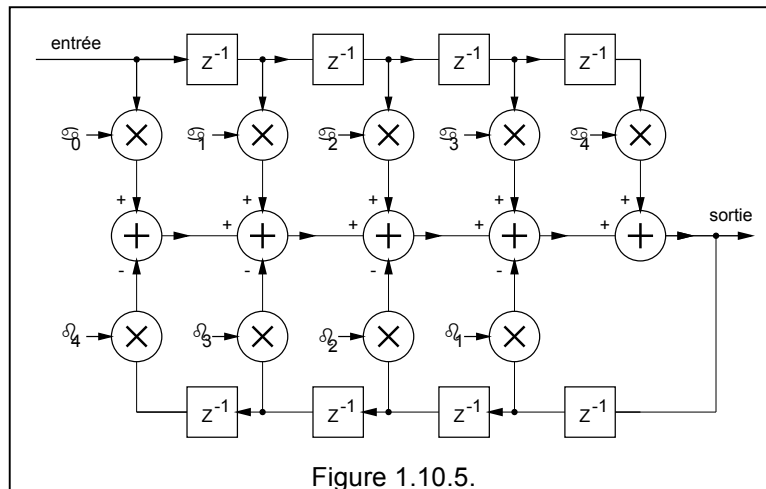 entrée
Z⁻¹ Z⁻¹ Z⁻¹ Z⁻¹
♋₀ × ♋₁ × ♋₂ × ♋₃ × ♋₄ ×
+ + + + +
sortie
+ + + + + + + + +
- - - -
♌₄ × ♌₃ × ♌₂ × ♌₁ ×
Z⁻¹ Z⁻¹ Z⁻¹ Z⁻¹
Figure 1.10.5.